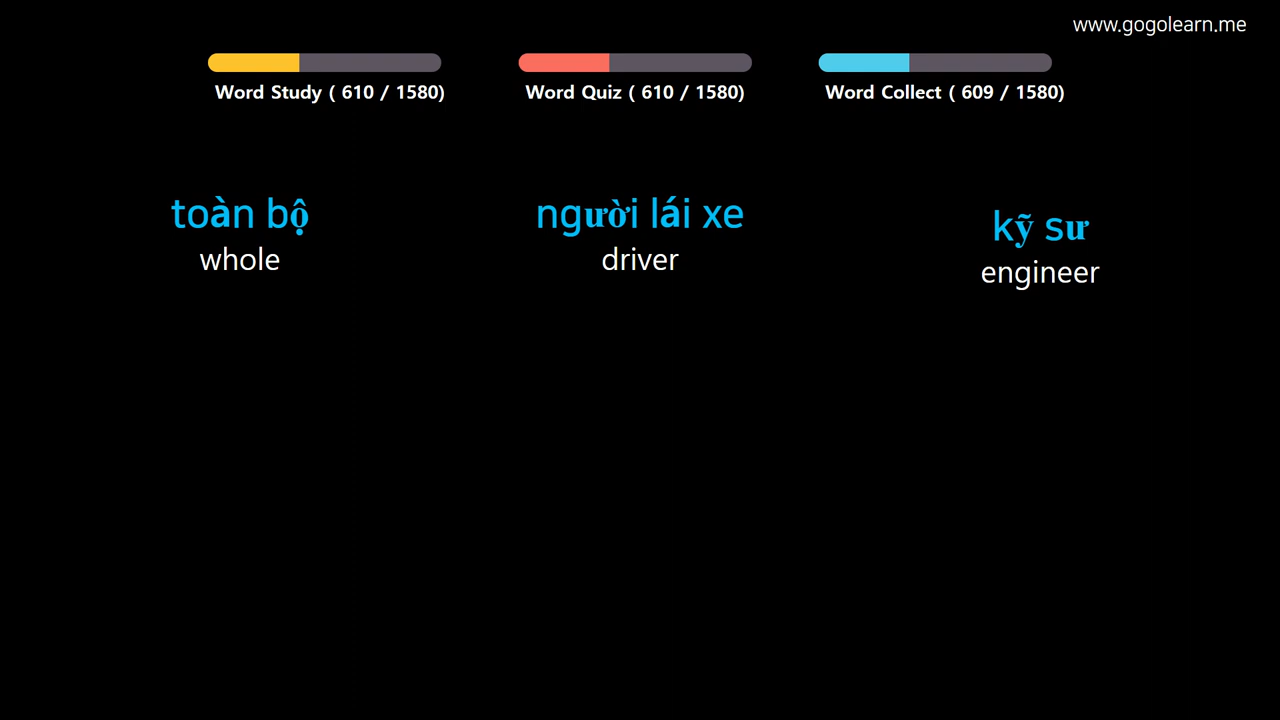 www.gogolearn.me
Word Study ( 610 / 1580)
Word Quiz ( 610 / 1580)
Word Collect ( 609 / 1580)
toàn bộ
whole
người lái xe
driver
kỹ sư
engineer